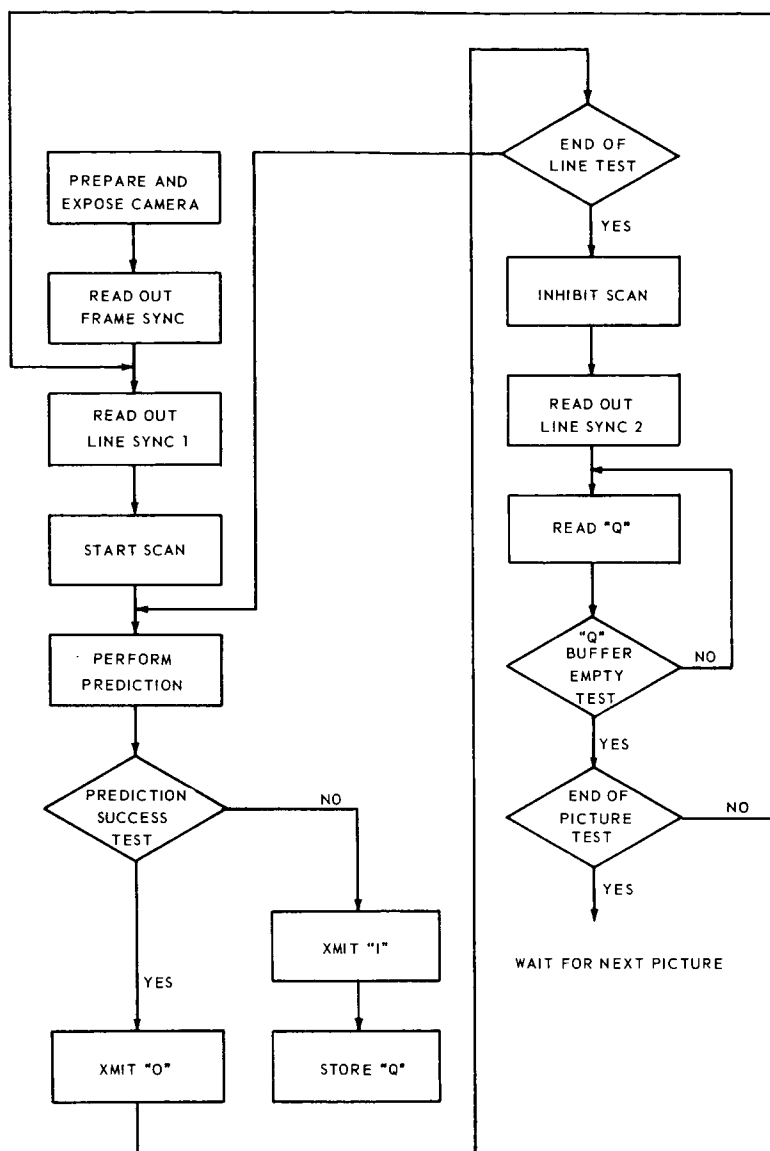 PREPARE AND
EXPOSE CAMERA
READ OUT
FRAME SYNC
READ OUT
LINE SYNC 1
START SCAN
PERFORM
PREDICTION
PREDICTION
SUCCESS
TEST
NO
YES
XMIT "I"
STORE "Q"
XMIT "O"
END OF
LINE TEST
YES
INHIBIT SCAN
READ OUT
LINE SYNC 2
READ "Q"
"Q"
BUFFER
EMPTY
TEST
NO
YES
END OF
PICTURE
TEST
NO
YES
WAIT FOR NEXT PICTURE